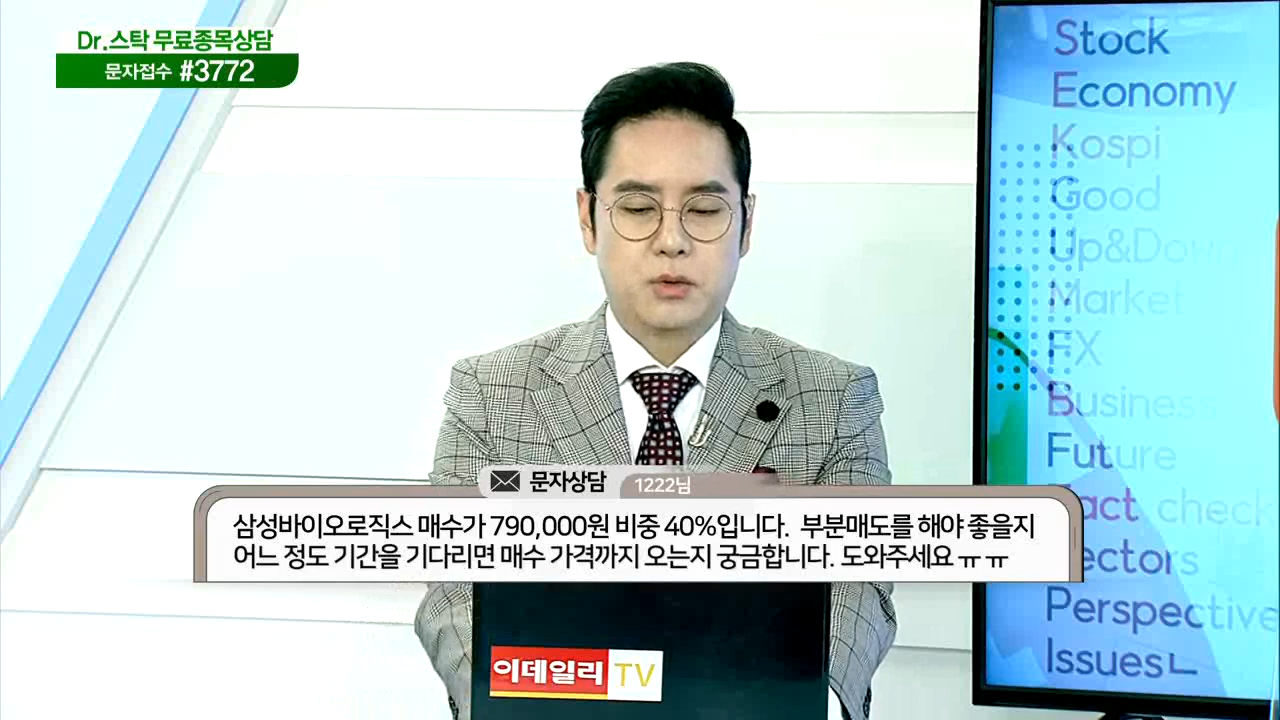 Dr.스탁 무료종목상담
문자접수 #3772
Stock
Economy
Kospi
Good
Up&Down
Market
FX
Business
Future
Fact check
Sectors
Perspective
Issues
문자상담 1222님
삼성바이오로직스 매수가 790,000원 비중 40%입니다. 부분매도를 해야 좋을지
어느 정도 기간을 기다리면 매수 가격까지 오는지 궁금합니다. 도와주세요 ㅠㅠ
이데일리 TV